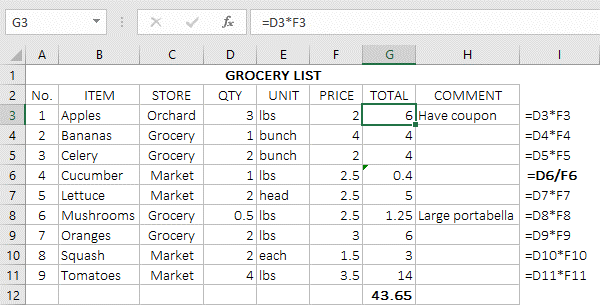 G3 =D3*F3
A B C D E F G H I
1 GROCERY LIST
2 No. ITEM STORE QTY UNIT PRICE TOTAL COMMENT
3 1 Apples Orchard 3 lbs 2 6 Have coupon =D3*F3
4 2 Bananas Grocery 1 bunch 4 4 =D4*F4
5 3 Celery Grocery 2 bunch 2 4 =D5*F5
6 4 Cucumber Market 1 lbs 2.5 0.4 =D6/F6
7 5 Lettuce Market 2 head 2.5 5 =D7*F7
8 6 Mushrooms Grocery 0.5 lbs 2.5 1.25 Large portabella =D8*F8
9 7 Oranges Grocery 2 lbs 3 6 =D9*F9
10 8 Squash Market 2 each 1.5 3 =D10*F10
11 9 Tomatoes Market 4 lbs 3.5 14 =D11*F11
12 43.65